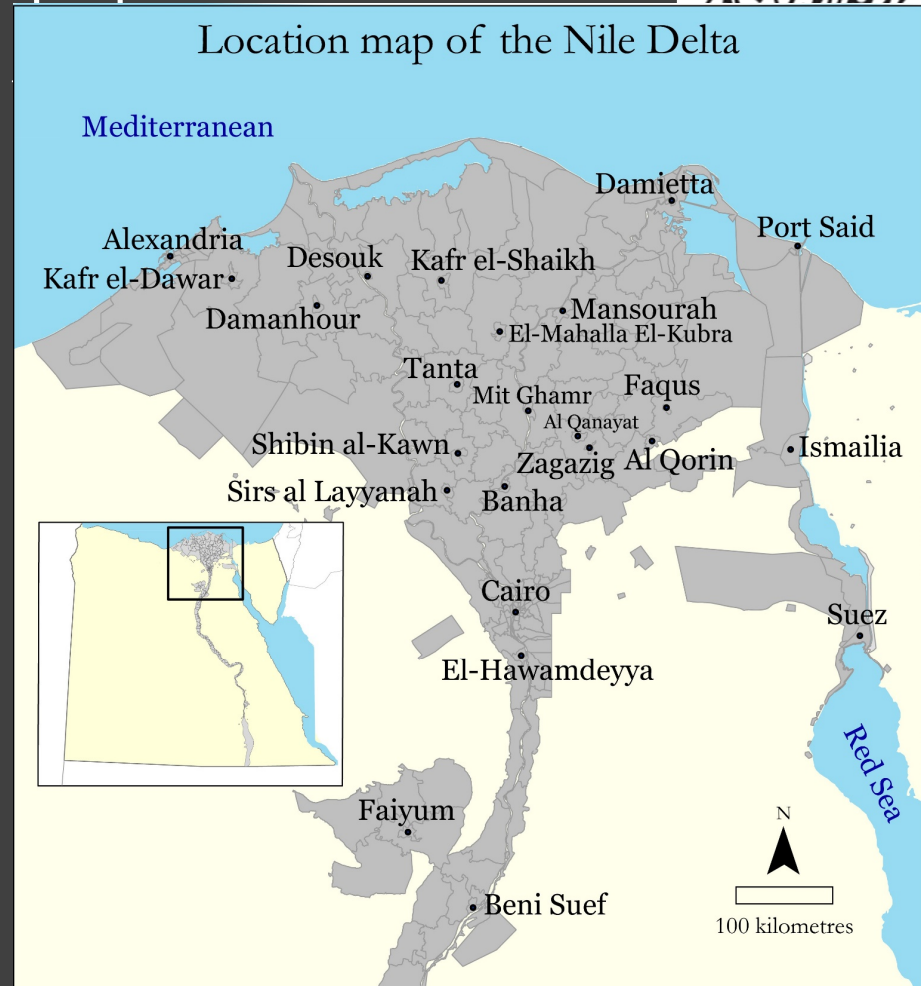 Location map of the Nile Delta
Mediterranean
Damietta
Port Said
Alexandria
Desouk
Kafr el-Shaikh
Kafr el-Dawar
Damanhour
Mansourah
El-Mahalla El-Kubra
Tanta
Mit Ghamr
Faqus
Al Qanayat
Shibin al-Kawn
Zagazig
Al Qorin
Ismailia
Sirs al Layyanah
Banha
Cairo
Suez
El-Hawamdeyya
Red Sea
Faiyum
N
Beni Suef
100 kilometres